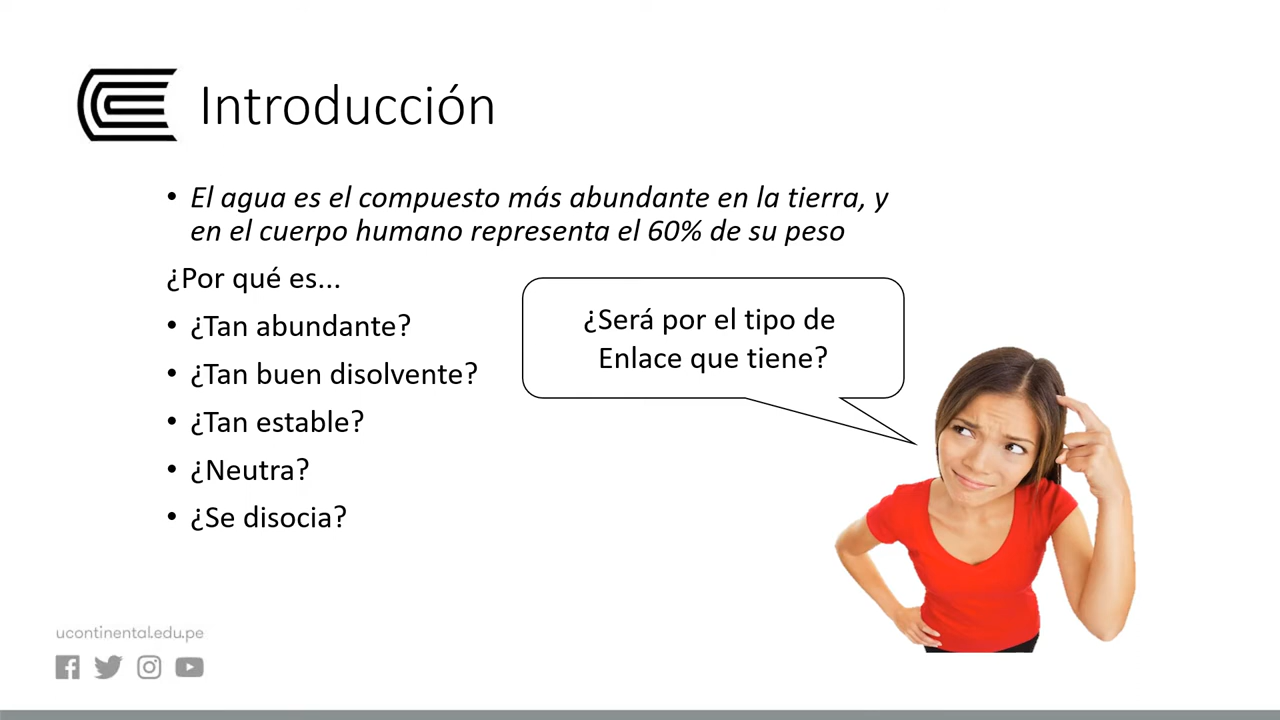 Introducción
• El agua es el compuesto más abundante en la tierra, y
en el cuerpo humano representa el 60% de su peso
¿Por qué es...
• ¿Tan abundante?
• ¿Tan buen disolvente?
• ¿Tan estable?
• ¿Neutra?
• ¿Se disocia?
¿Será por el tipo de
Enlace que tiene?
ucontinental.edu.pe